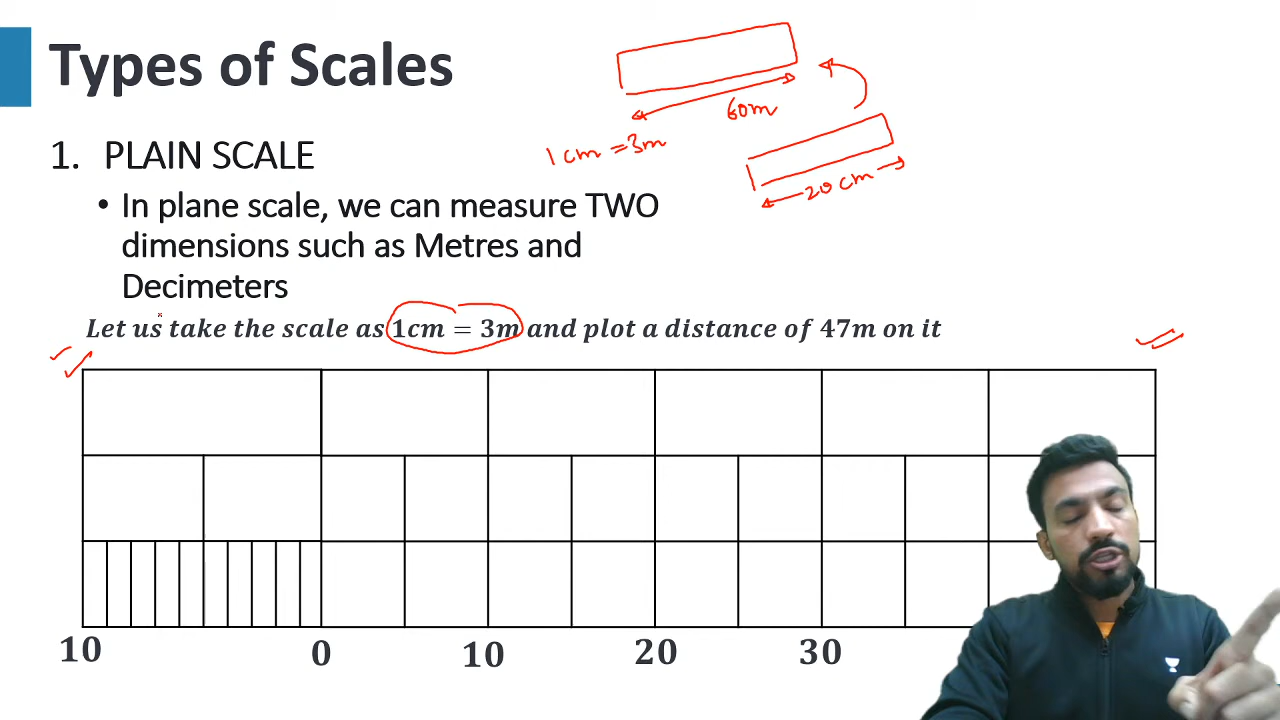 Types of Scales
60m
1 cm = 3m
20 cm
1. PLAIN SCALE
• In plane scale, we can measure TWO
dimensions such as Metres and
Decimeters
Let us take the scale as 1cm = 3m and plot a distance of 47m on it
10 0 10 20 30